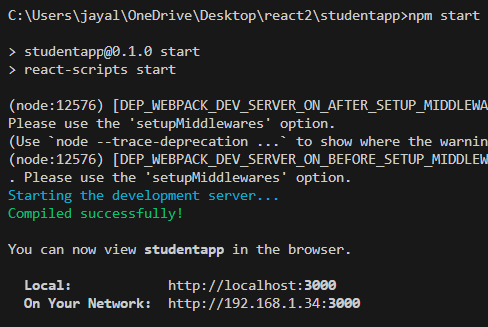 C:\Users\jayal\OneDrive\Desktop\react2\studentapp>npm start
> studentapp@0.1.0 start
> react-scripts start
(node:12576) [DEP_WEBPACK_DEV_SERVER_ON_AFTER_SETUP_MIDDLEWA
Please use the 'setupMiddlewares' option.
(Use `node --trace-deprecation ...` to show where the warnin
(node:12576) [DEP_WEBPACK_DEV_SERVER_ON_BEFORE_SETUP_MIDDLEW
. Please use the 'setupMiddlewares' option.
Starting the development server...
Compiled successfully!
You can now view studentapp in the browser.
Local: http://localhost:3000
On Your Network: http://192.168.1.34:3000